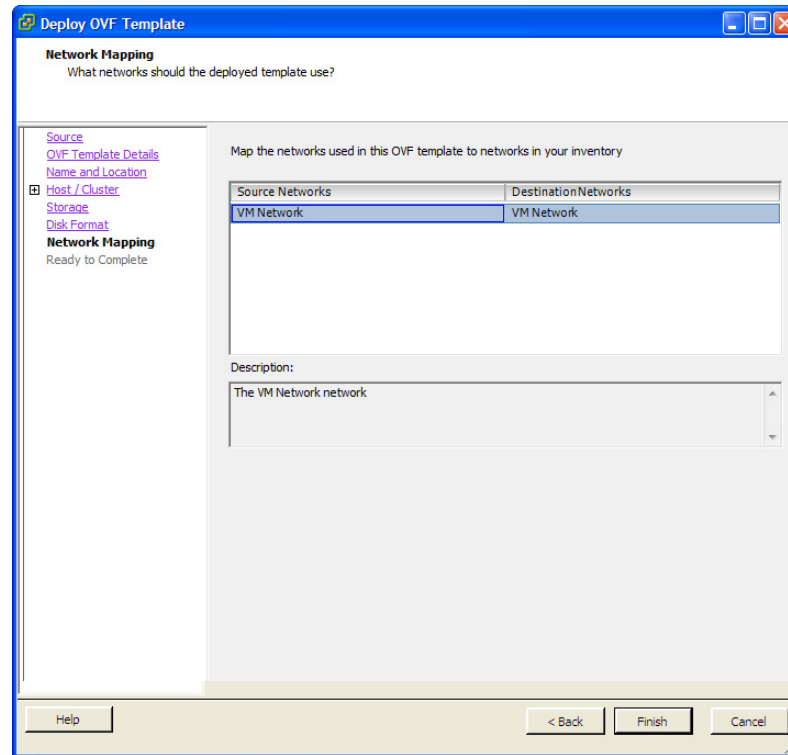 Deploy OVF Template
Network Mapping
What networks should the deployed template use?
Source
OVF Template Details
Name and Location
Host / Cluster
Storage
Disk Format
Network Mapping
Ready to Complete
Map the networks used in this OVF template to networks in your inventory
Source Networks DestinationNetworks
VM Network VM Network
Description:
The VM Network network
Help < Back Finish Cancel